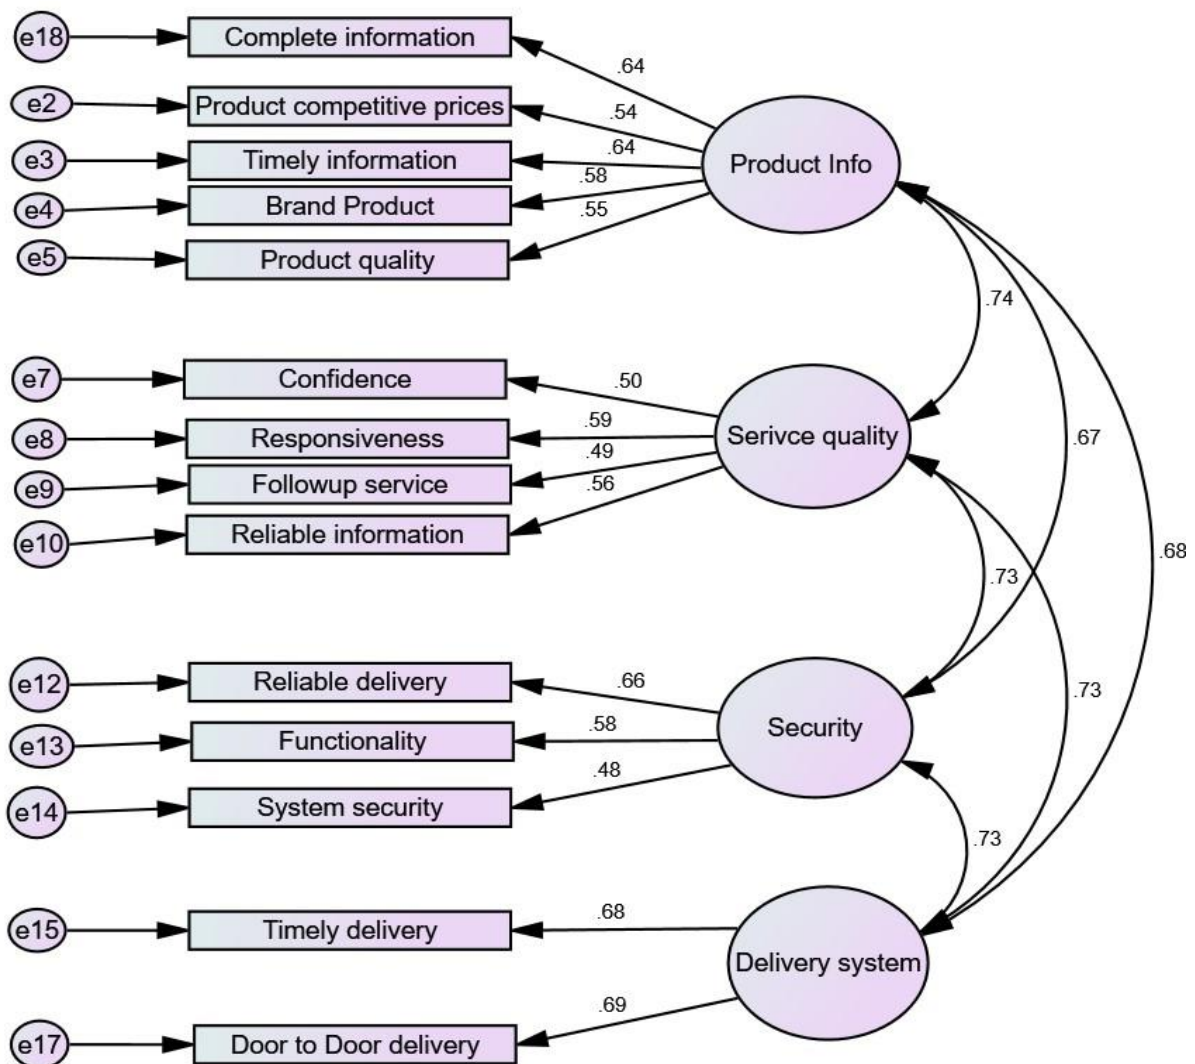 e18
Complete information
.64
e2
Product competitive prices
.54
e3
Timely information
.64
Product Info
e4
Brand Product
.58
e5
Product quality
.55
.74
e7
Confidence
.50
e8
Responsiveness
.59
Serivce quality
.67
e9
Followup service
.49
e10
Reliable information
.56
.68
.73
e12
Reliable delivery
.66
.73
e13
Functionality
.58
Security
e14
System security
.48
.73
e15
Timely delivery
.68
Delivery system
e17
Door to Door delivery
.69